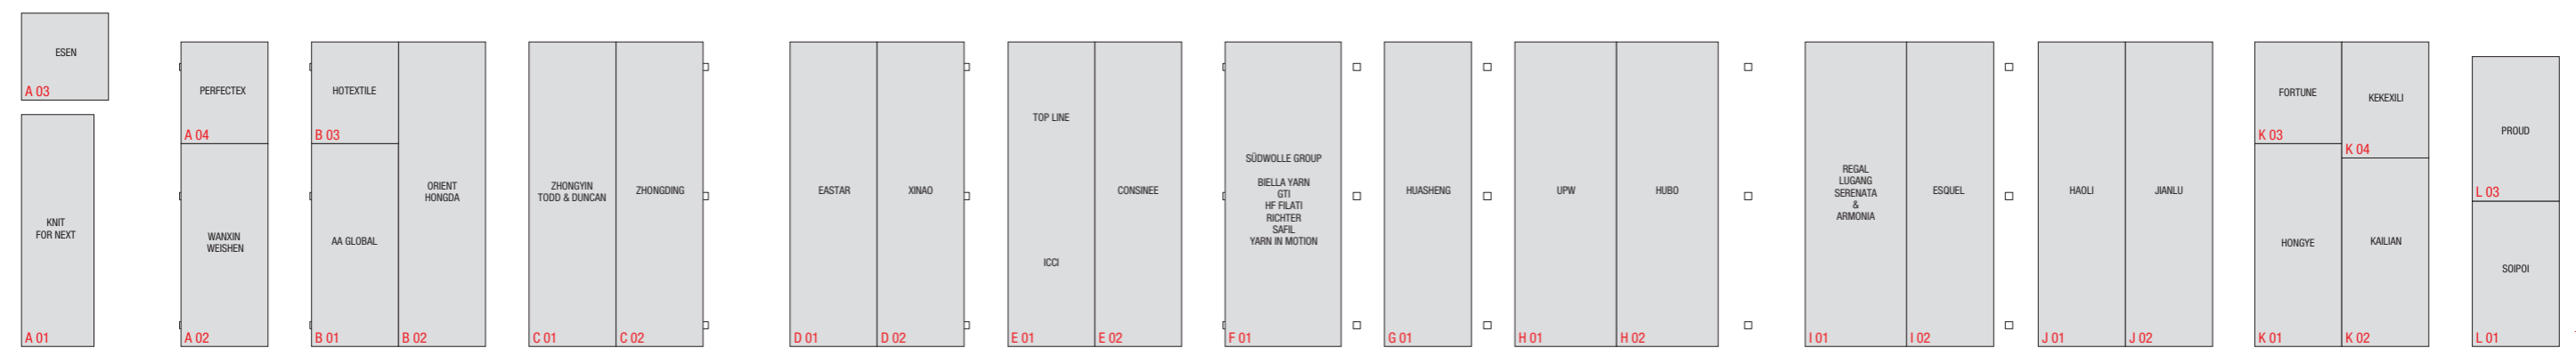 ESEN
A 03
KNIT
FOR NEXT
A 01
PERFECTEX
A 04
WANXIN
WEISHEN
A 02
HOTEXTILE
B 03
AA GLOBAL
B 01
ORIENT
HONGDA
B 02
ZHONGYIN
TODD & DUNCAN
C 01
ZHONGDING
C 02
EASTAR
D 01
XINAO
D 02
TOP LINE
ICCI
E 01
CONSINEE
E 02
SÜDWOLLE GROUP
BIELLA YARN
GTI
HF FILATI
RICHTER
SAFIL
YARN IN MOTION
F 01
HUASHENG
G 01
UPW
H 01
HUBO
H 02
REGAL
LUGANG
SERENATA
&
ARMONIA
I 01
ESQUEL
I 02
HAOLI
J 01
JIANLU
J 02
FORTUNE
K 03
HONGYE
K 01
KEKEXILI
K 04
KAILIAN
K 02
PROUD
L 03
SOIPOI
L 01